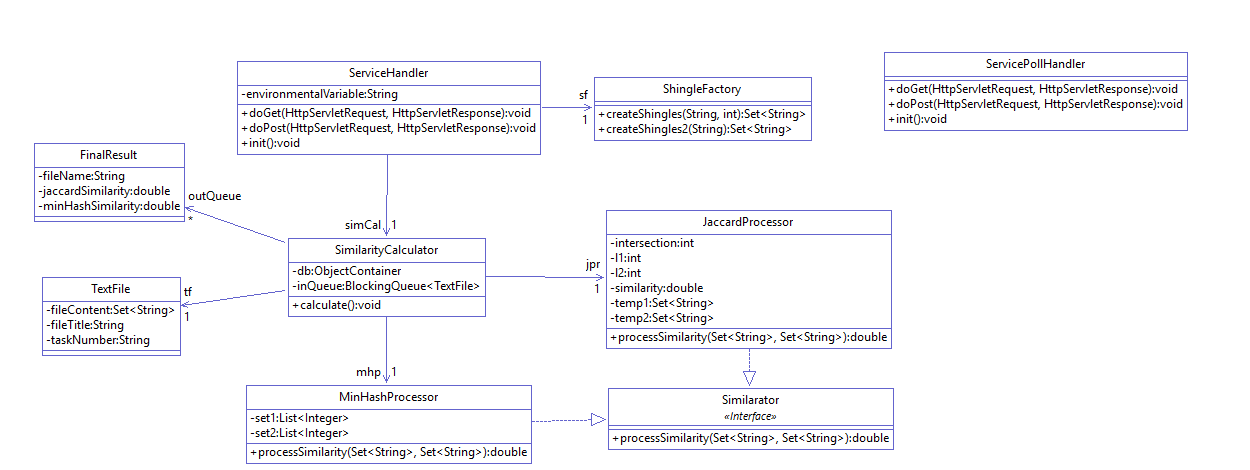 ServiceHandler
-environmentalVariable:String
+doGet(HttpServletRequest, HttpServletResponse):void
+doPost(HttpServletRequest, HttpServletResponse):void
+init():void
sf
1
ShingleFactory
+createShingles(String, int):Set<String>
+createShingles2(String):Set<String>
ServicePollHandler
+doGet(HttpServletRequest, HttpServletResponse):void
+doPost(HttpServletRequest, HttpServletResponse):void
+init():void
FinalResult
-fileName:String
-jaccardSimilarity:double
-minHashSimilarity:double
outQueue
*
simCal
1
SimilarityCalculator
-db:ObjectContainer
-inQueue:BlockingQueue<TextFile>
+calculate():void
jpr
1
JaccardProcessor
-intersection:int
-l1:int
-l2:int
-similarity:double
-temp1:Set<String>
-temp2:Set<String>
+processSimilarity(Set<String>, Set<String>):double
TextFile
-fileContent:Set<String>
-fileTitle:String
-taskNumber:String
tf
1
mhp
1
MinHashProcessor
-set1:List<Integer>
-set2:List<Integer>
+processSimilarity(Set<String>, Set<String>):double
Similarator
«Interface»
+processSimilarity(Set<String>, Set<String>):double